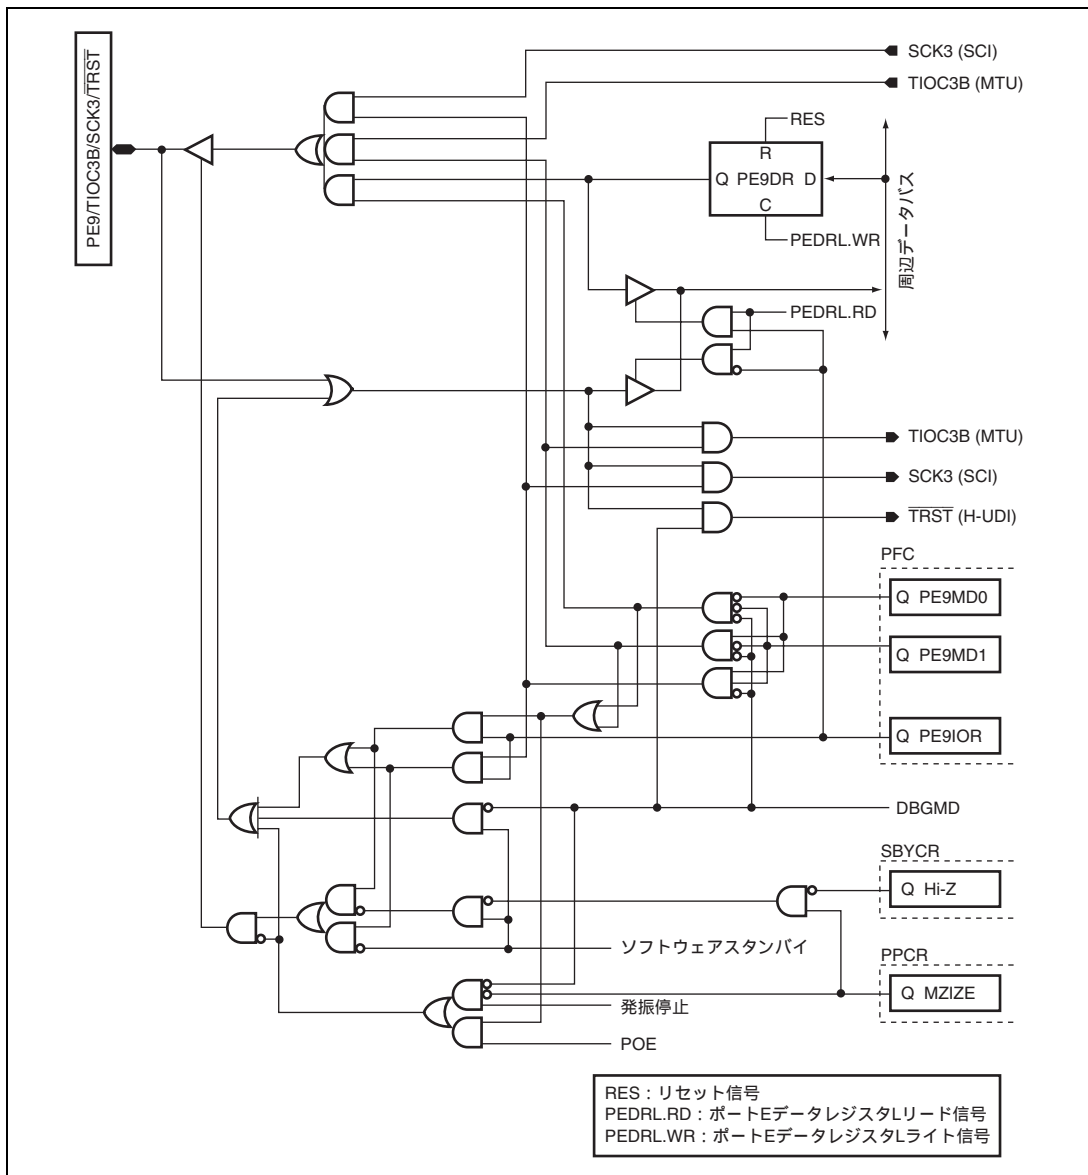 PE9/TIOC3B/SCK3/T̅R̅S̅T̅
SCK3 (SCI)
TIOC3B (MTU)
RES
R
Q PE9DR D
C
PEDRL.WR
周辺データバス
PEDRL.RD
TIOC3B (MTU)
SCK3 (SCI)
T̅R̅S̅T̅ (H-UDI)
PFC
Q PE9MD0
Q PE9MD1
Q PE9IOR
DBGMD
SBYCR
Q Hi-Z
ソフトウェアスタンバイ
PPCR
Q MZIZE
発振停止
POE
RES : リセット信号
PEDRL.RD : ポートEデータレジスタLリード信号
PEDRL.WR : ポートEデータレジスタLライト信号